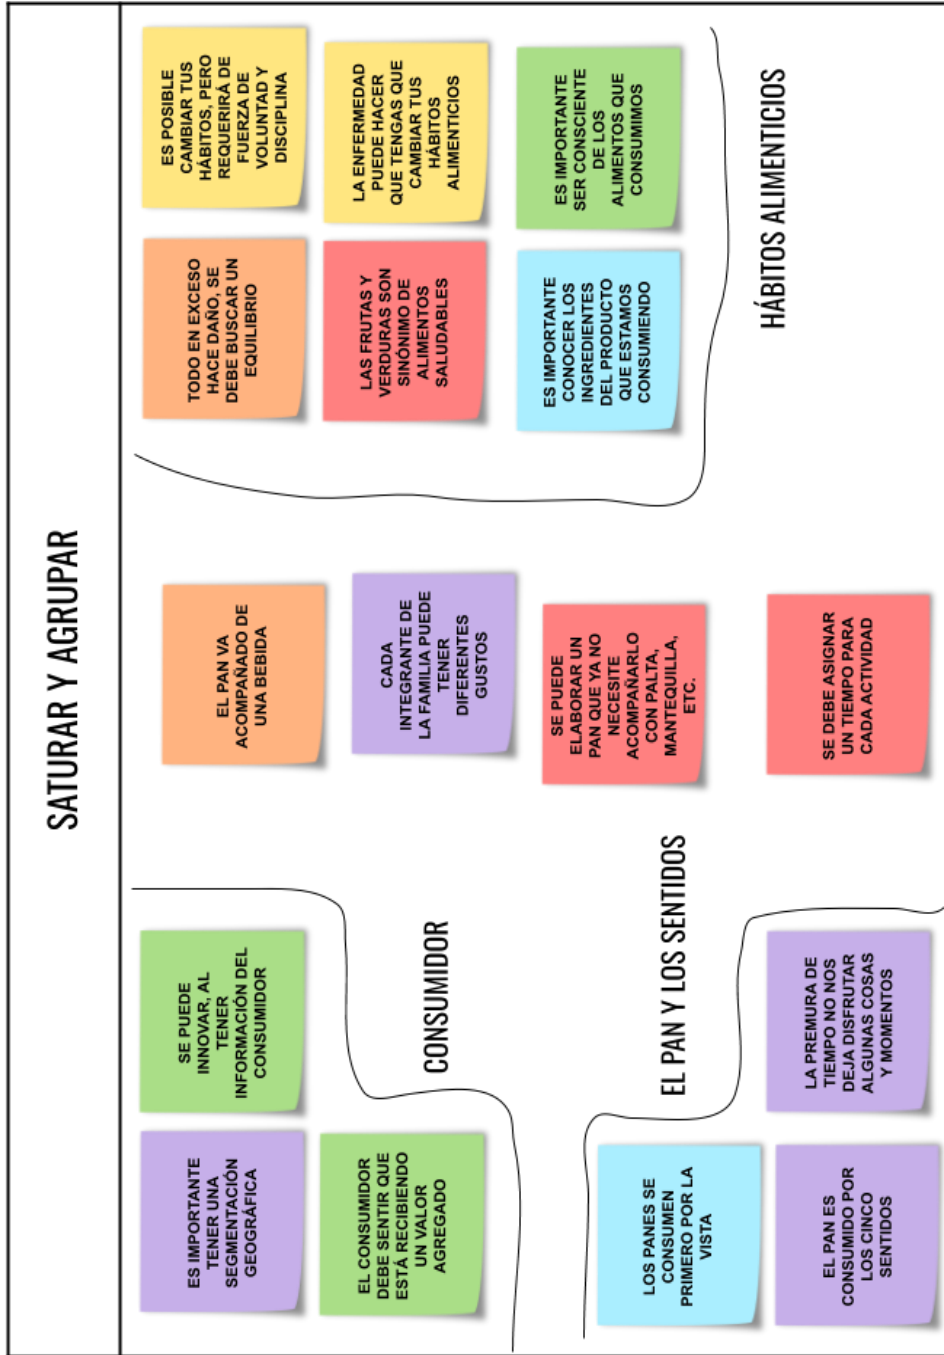 SATURAR Y AGRUPAR
ES IMPORTANTE
TENER UNA
SEGMENTACIÓN
GEOGRÁFICA
SE PUEDE
INNOVAR, AL
TENER
INFORMACIÓN DEL
CONSUMIDOR
EL CONSUMIDOR
DEBE SENTIR QUE
ESTÁ RECIBIENDO
UN VALOR
AGREGADO
CONSUMIDOR
EL PAN VA
ACOMPAÑADO DE
UNA BEBIDA
CADA
INTEGRANTE DE
LA FAMILIA PUEDE
TENER
DIFERENTES
GUSTOS
SE PUEDE
ELABORAR UN
PAN QUE YA NO
NECESITE
ACOMPAÑARLO
CON PALTA,
MANTEQUILLA,
ETC.
SE DEBE ASIGNAR
UN TIEMPO PARA
CADA ACTIVIDAD
TODO EN EXCESO
HACE DAÑO, SE
DEBE BUSCAR UN
EQUILIBRIO
ES POSIBLE
CAMBIAR TUS
HÁBITOS, PERO
REQUERIRÁ DE
FUERZA DE
VOLUNTAD Y
DISCIPLINA
LAS FRUTAS Y
VERDURAS SON
SINÓNIMO DE
ALIMENTOS
SALUDABLES
LA ENFERMEDAD
PUEDE HACER
QUE TENGAS QUE
CAMBIAR TUS
HÁBITOS
ALIMENTICIOS
ES IMPORTANTE
CONOCER LOS
INGREDIENTES
DEL PRODUCTO
QUE ESTAMOS
CONSUMIENDO
ES IMPORTANTE
SER CONSCIENTE
DE LOS
ALIMENTOS QUE
CONSUMIMOS
HÁBITOS ALIMENTICIOS
EL PAN Y LOS SENTIDOS
LOS PANES SE
CONSUMEN
PRIMERO POR LA
VISTA
EL PAN ES
CONSUMIDO POR
LOS CINCO
SENTIDOS
LA PREMURA DE
TIEMPO NO NOS
DEJA DISFRUTAR
ALGUNAS COSAS
Y MOMENTOS